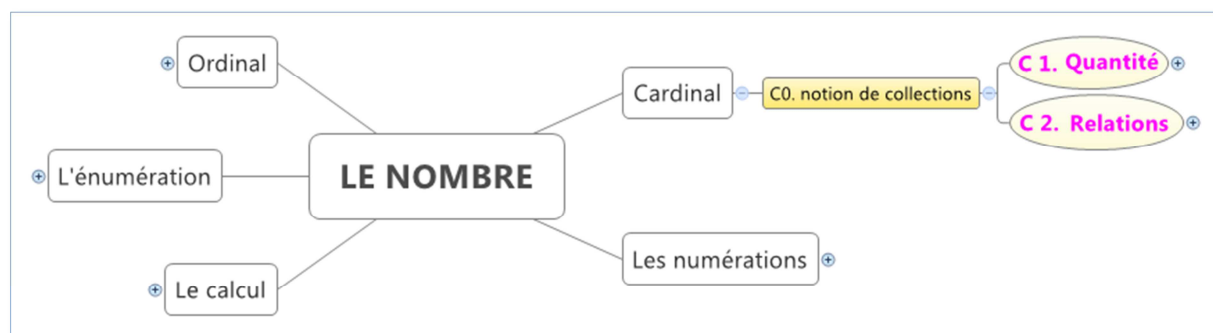 Ordinal
L'énumération
Le calcul
LE NOMBRE
Cardinal
C0. notion de collections
C 1. Quantité
C 2. Relations
Les numérations